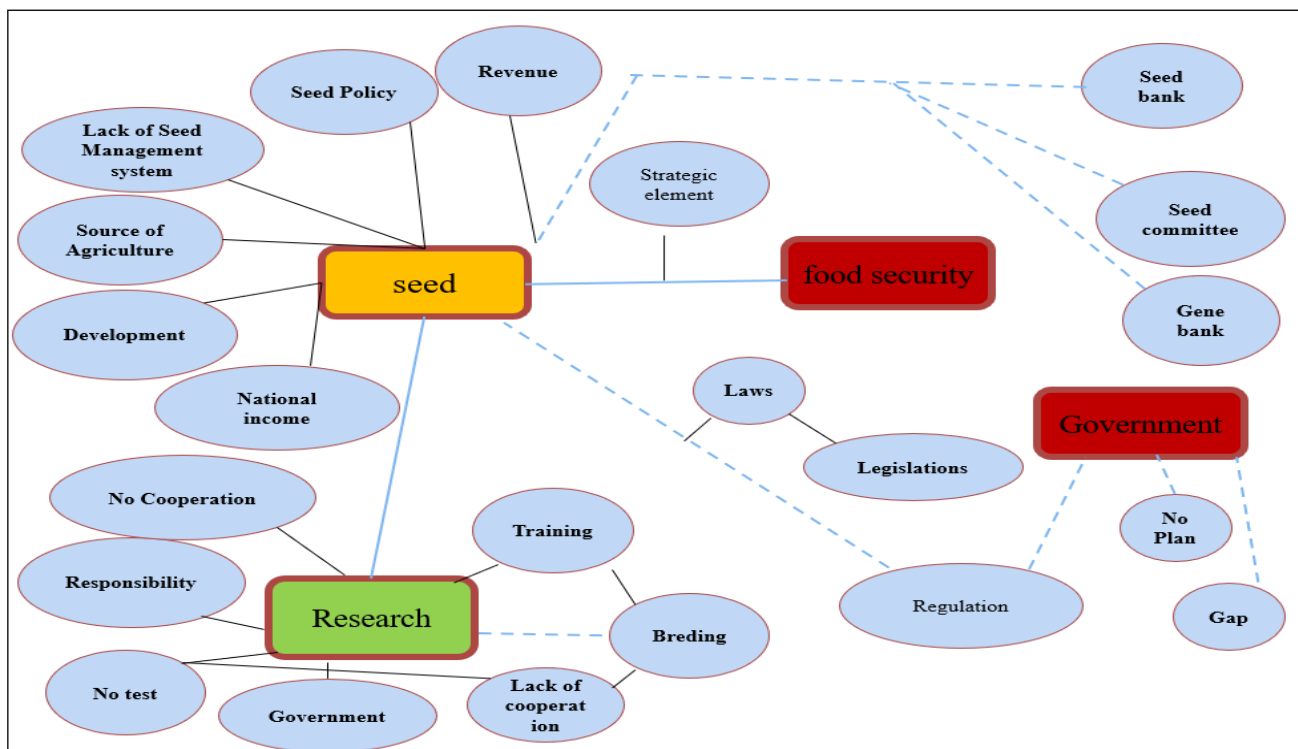 Revenue
Seed Policy
Seed
bank
Lack of Seed
Management
system
Strategic
element
Source of
Agriculture
Seed
committee
seed
food security
Development
Gene
bank
National
income
Laws
Government
Legislations
No Cooperation
Training
No
Plan
Responsibility
Research
Regulation
Gap
Breding
No test
Government
Lack of
cooperat
ion